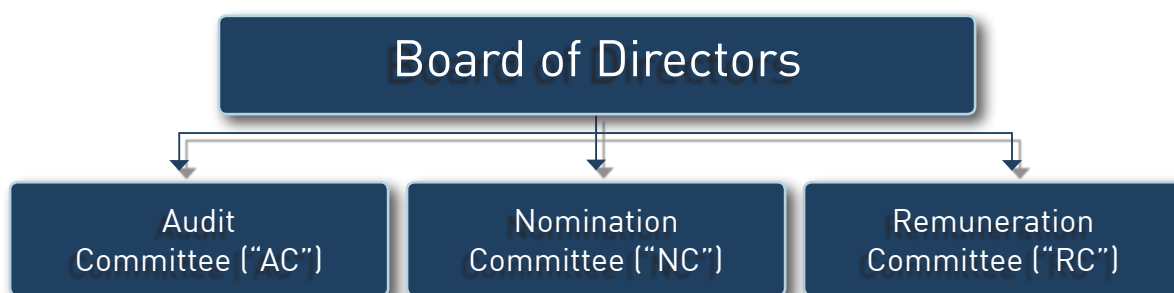 Board of Directors
Audit
Committee (“AC”)
Nomination
Committee (“NC”)
Remuneration
Committee (“RC”)